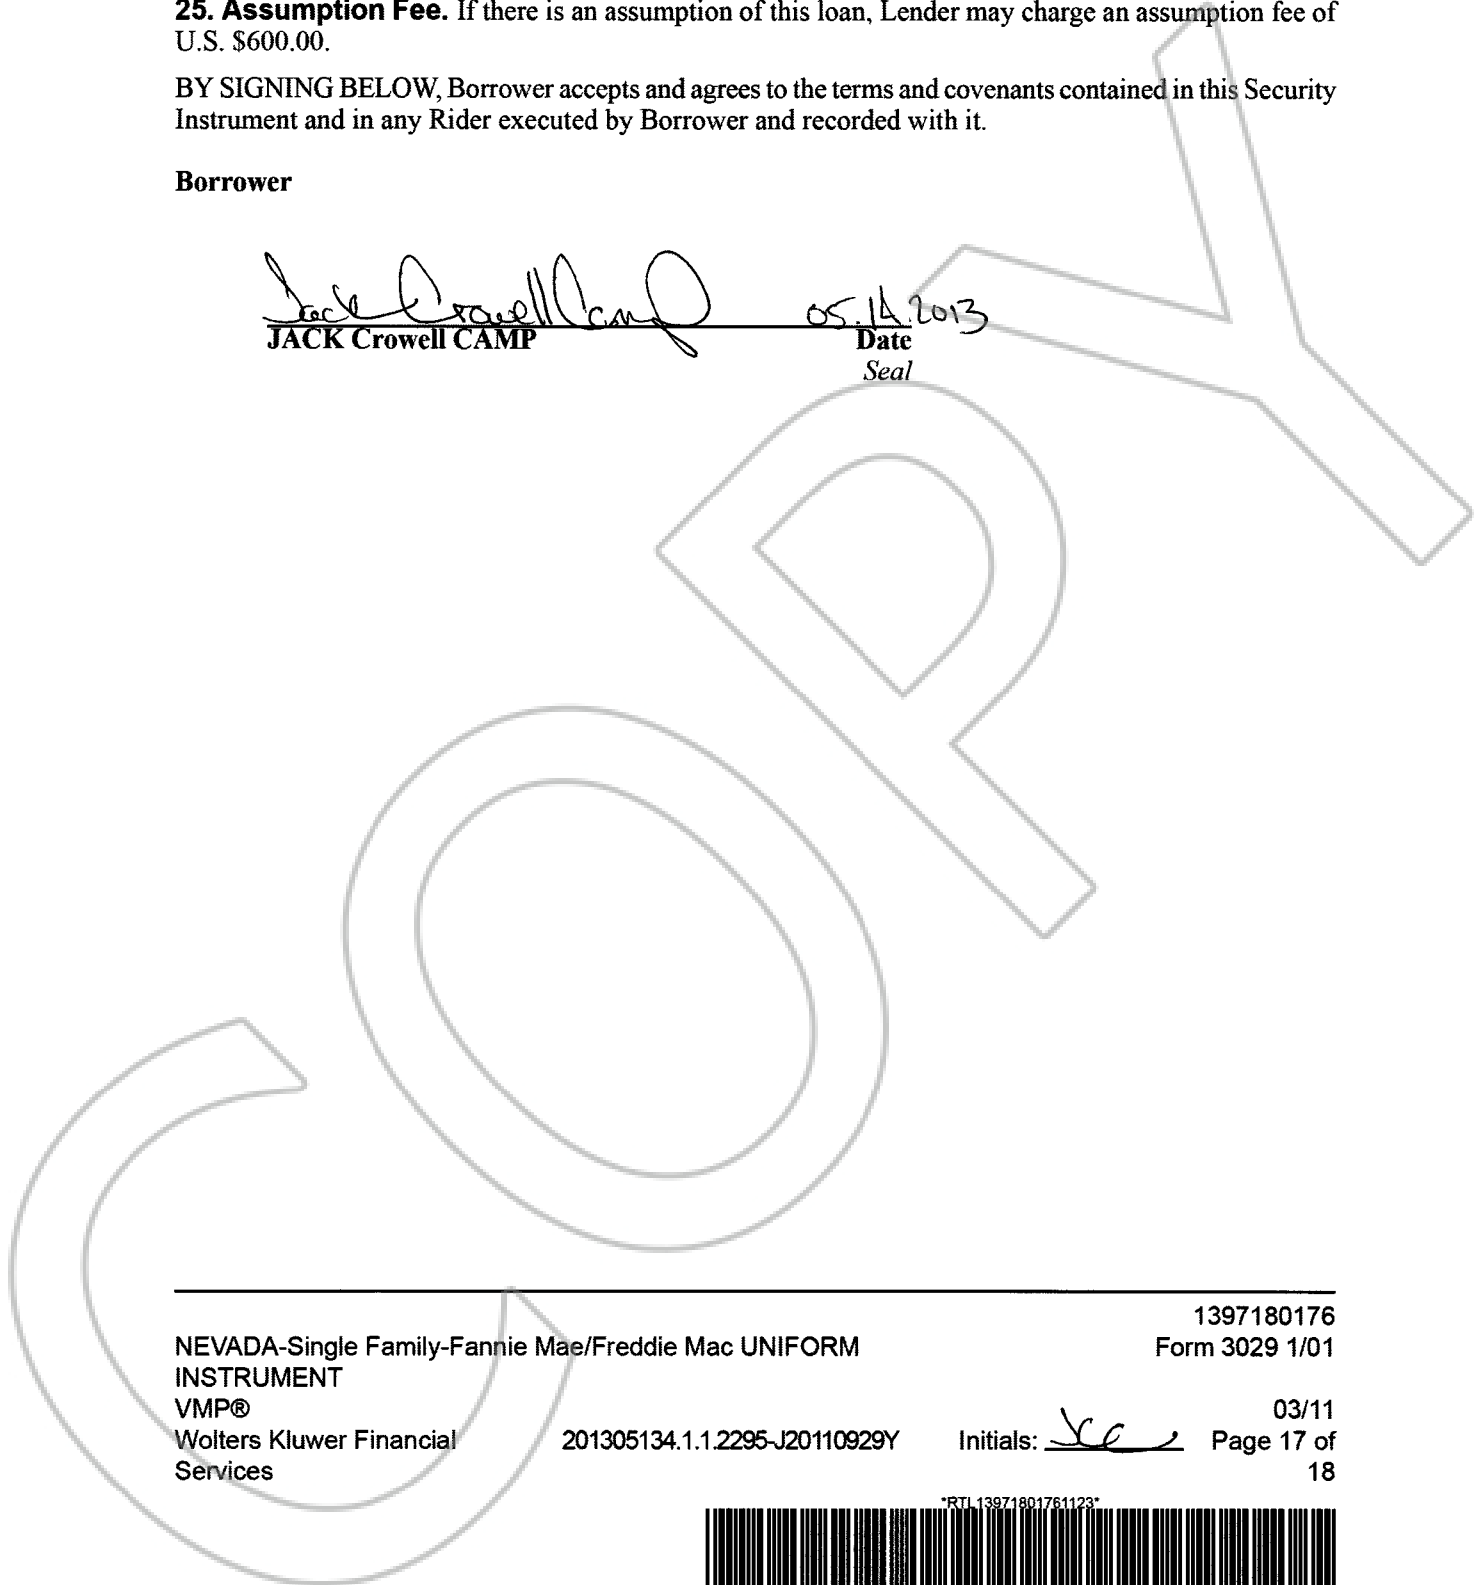 25. Assumption Fee. If there is an assumption of this loan, Lender may charge an assumption fee of
U.S. $600.00.
BY SIGNING BELOW, Borrower accepts and agrees to the terms and covenants contained in this Security
Instrument and in any Rider executed by Borrower and recorded with it.
Borrower
Jack Crowell Camp 05.14.2013
JACK Crowell CAMP Date
Seal
COPY
1397180176
NEVADA-Single Family-Fannie Mae/Freddie Mac UNIFORM Form 3029 1/01
INSTRUMENT
VMP® 03/11
Wolters Kluwer Financial 201305134.1.1.2295-J20110929Y Initials: JCC Page 17 of
Services 18
*RTL13971801761123*